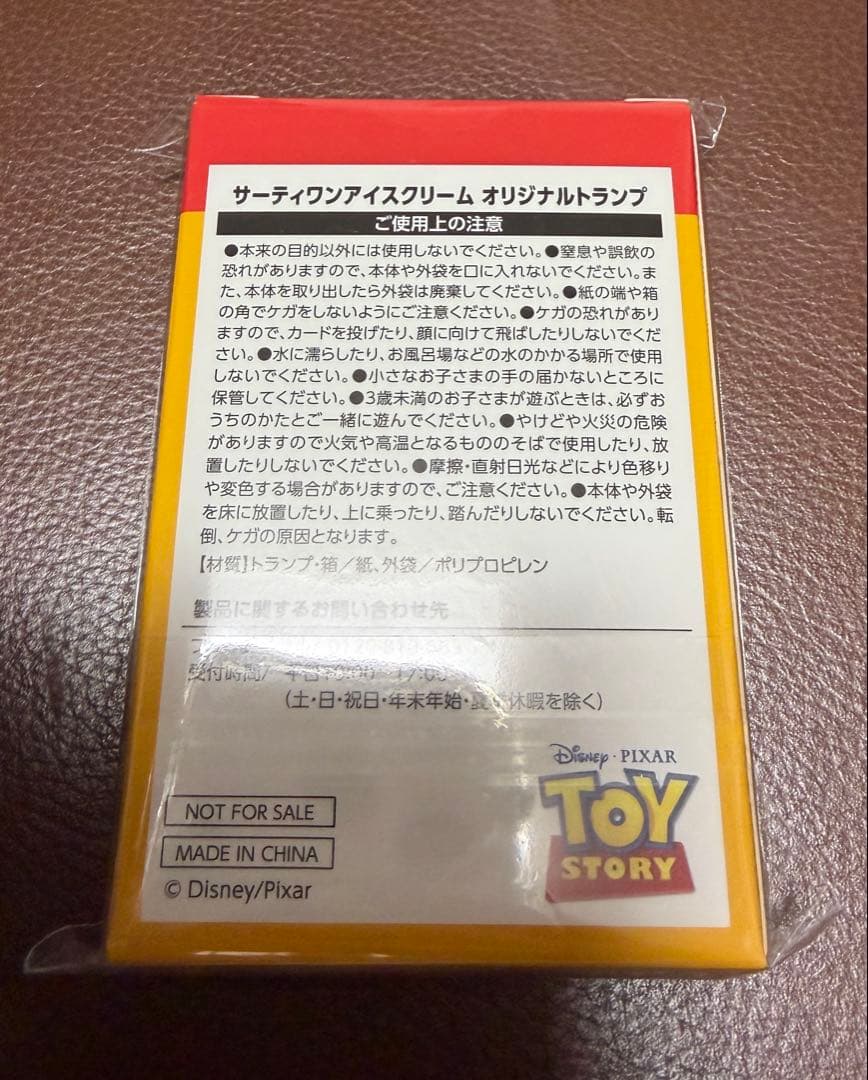 サーティワンアイスクリーム オリジナルトランプ
ご使用上の注意
●本来の目的以外には使用しないでください。●窒息や誤飲の
恐れがありますので、本体や外袋を口に入れないでください。ま
た、本体を取り出したら外袋は廃棄してください。●紙の端や箱
の角でケガをしないようにご注意ください。●ケガの恐れがあり
ますので、カードを投げたり、顔に向けて飛ばしたりしないでくだ
さい。●水に濡らしたり、お風呂場などの水のかかる場所で使用
しないでください。●小さなお子さまの手の届かないところに
保管してください。●3歳未満のお子さまが遊ぶときは、必ずお
うちのかたとご一緒に遊んでください。●やけどや火災の危険
がありますので火気や高温となるもののそばで使用したり、放
置したりしないでください。●摩擦・直射日光などにより色移り
や変色する場合がありますので、ご注意ください。●本体や外袋
を床に放置したり、上に乗ったり、踏んだりしないでください。転
倒、ケガの原因となります。
【材質】トランプ・箱／紙、外袋／ポリプロピレン
製品に関するお問い合わせ先
受付時間/ 平日
(土・日・祝日・年末年始・夏季休暇を除く)
Disney・PIXAR
TOY
STORY
NOT FOR SALE
MADE IN CHINA
© Disney/Pixar